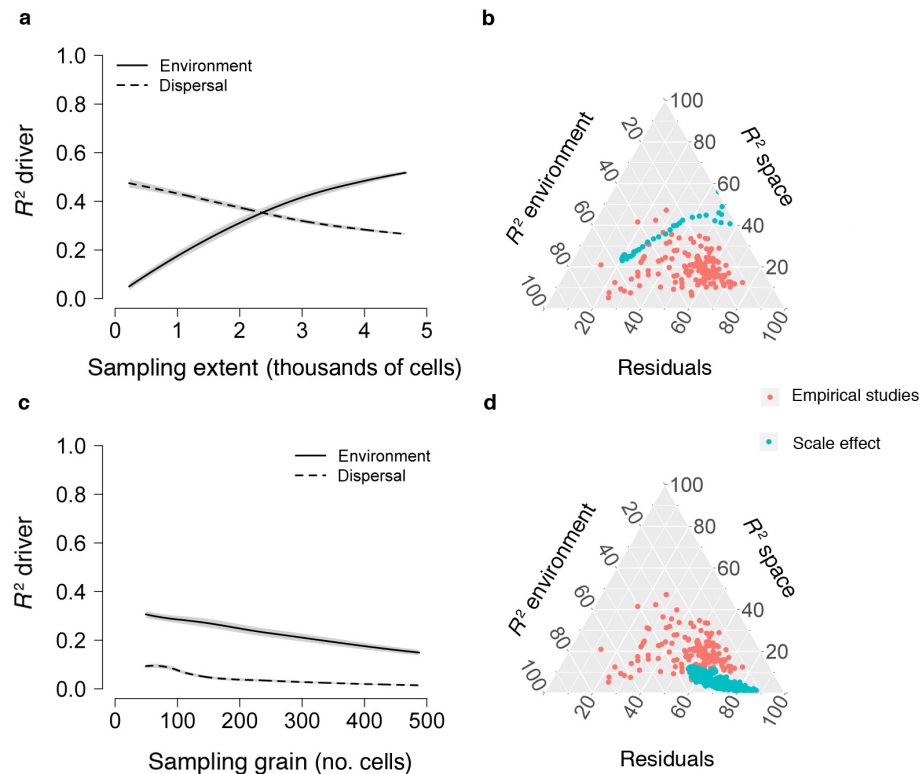 a
1.0
0.8
0.6
0.4
0.2
0.0
R² driver
Environment
Dispersal
0 1 2 3 4 5
Sampling extent (thousands of cells)
b
R² environment
20
40
60
80
100
R² space
100
80
60
40
20
20 40 60 80 100
Residuals
Empirical studies
Scale effect
c
1.0
0.8
0.6
0.4
0.2
0.0
R² driver
Environment
Dispersal
0 100 200 300 400 500
Sampling grain (no. cells)
d
R² environment
20
40
60
80
100
R² space
100
80
60
40
20
20 40 60 80 100
Residuals